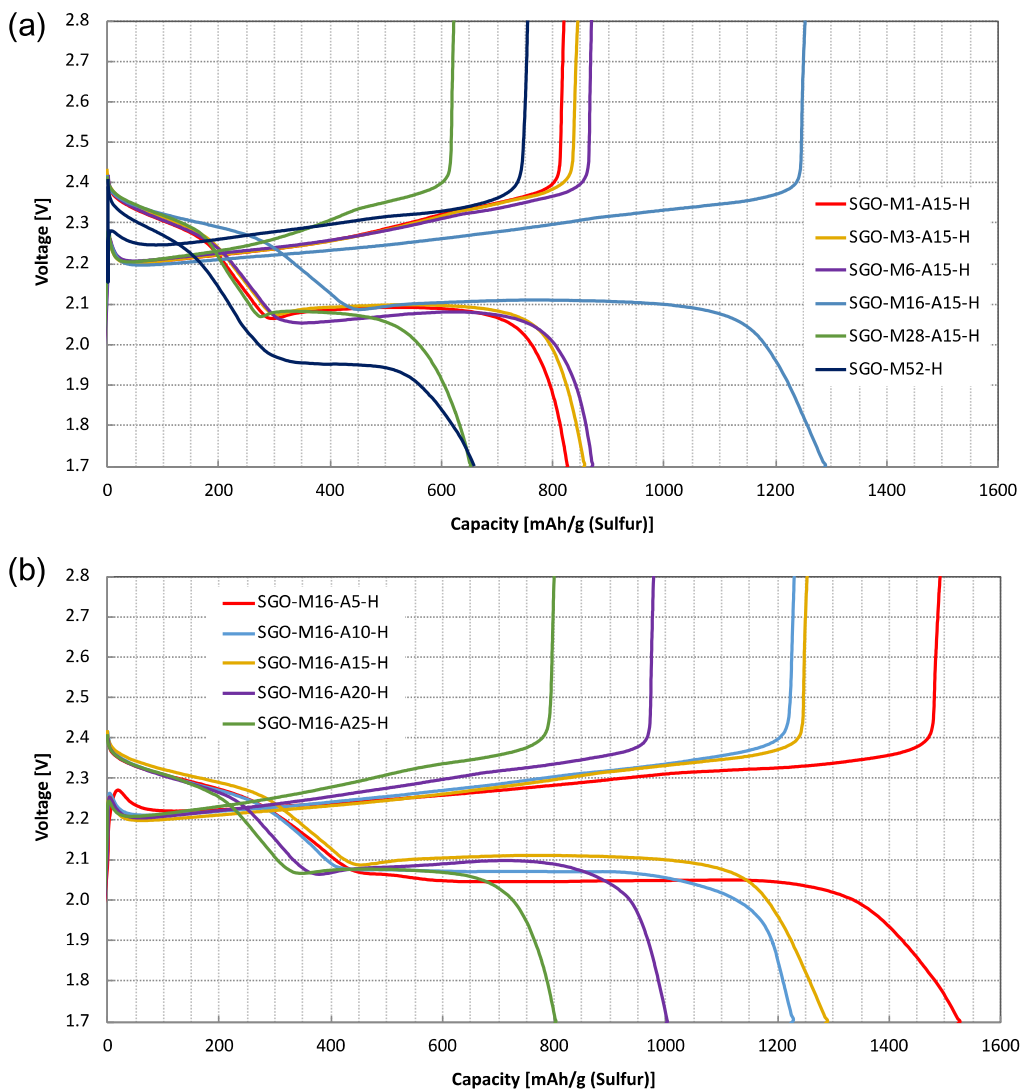 (a)
Voltage [V]
2.8
2.7
2.6
2.5
2.4
2.3
2.2
2.1
2.0
1.9
1.8
1.7
0 200 400 600 800 1000 1200 1400 1600
Capacity [mAh/g (Sulfur)]
SGO-M1-A15-H
SGO-M3-A15-H
SGO-M6-A15-H
SGO-M16-A15-H
SGO-M28-A15-H
SGO-M52-H
(b)
Voltage [V]
2.8
2.7
2.6
2.5
2.4
2.3
2.2
2.1
2.0
1.9
1.8
1.7
SGO-M16-A5-H
SGO-M16-A10-H
SGO-M16-A15-H
SGO-M16-A20-H
SGO-M16-A25-H
0 200 400 600 800 1000 1200 1400 1600
Capacity [mAh/g (Sulfur)]